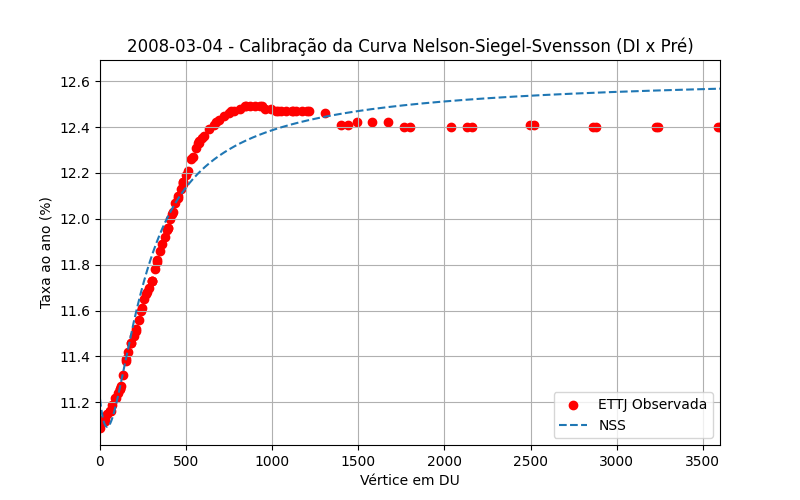 2008-03-04 - Calibração da Curva Nelson-Siegel-Svensson (DI x Pré)
Taxa ao ano (%)
12.6
12.4
12.2
12.0
11.8
11.6
11.4
11.2
0 500 1000 1500 2000 2500 3000 3500
Vértice em DU
ETTJ Observada
NSS